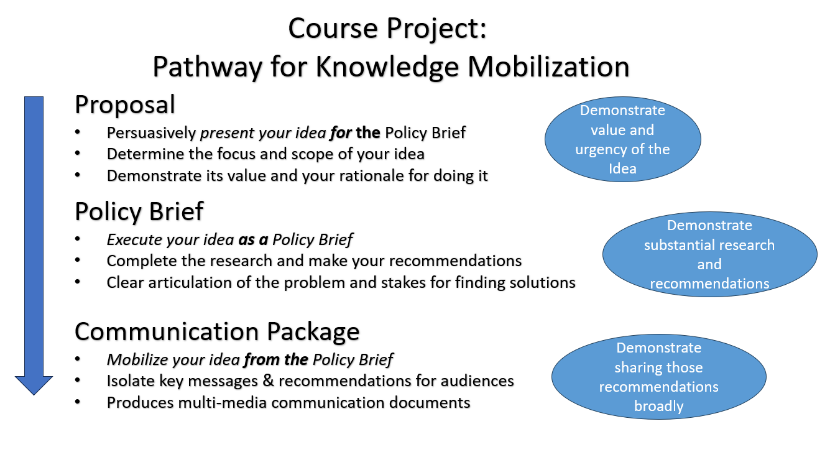 Course Project:
Pathway for Knowledge Mobilization
Proposal
• Persuasively present your idea for the Policy Brief
• Determine the focus and scope of your idea
• Demonstrate its value and your rationale for doing it
Demonstrate
value and
urgency of the
Idea
Policy Brief
• Execute your idea as a Policy Brief
• Complete the research and make your recommendations
• Clear articulation of the problem and stakes for finding solutions
Demonstrate
substantial research
and
recommendations
Communication Package
• Mobilize your idea from the Policy Brief
• Isolate key messages & recommendations for audiences
• Produces multi-media communication documents
Demonstrate
sharing those
recommendations
broadly